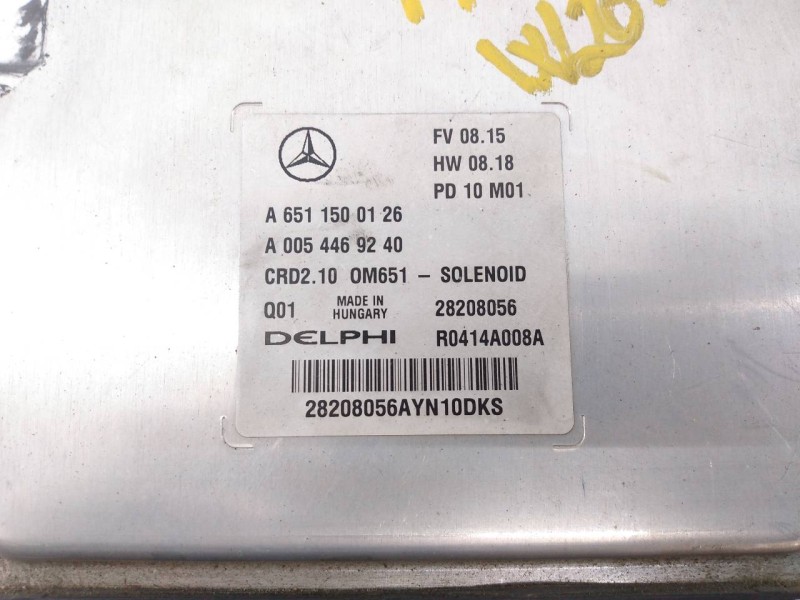 FV 08.15
HW 08.18
PD 10 M01
A 651 150 01 26
A 005 446 92 40
CRD2.10 OM651 – SOLENOID
Q01 MADE IN HUNGARY 28208056
DELPHI R0414A008A
28208056AYN10DKS